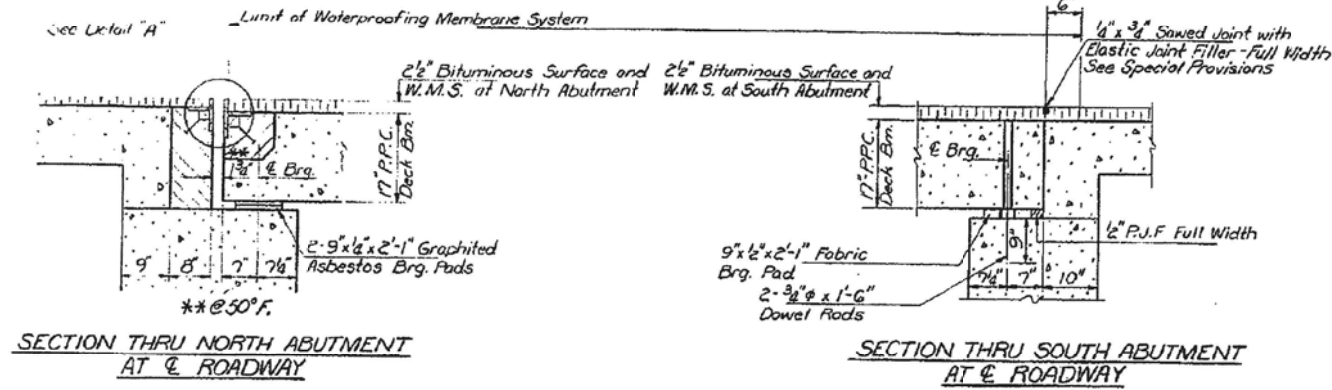 See Detail "A"
Limit of Waterproofing Membrane System
6
1/4" x 3/4" Sawed Joint with
Elastic Joint Filler - Full Width
See Special Provisions
2 1/2" Bituminous Surface and
W.M.S. at North Abutment
2 1/2" Bituminous Surface and
W.M.S. at South Abutment
**
1 3/4"
℄ Brg.
17" P.P.C.
Deck Bm.
2-9"x1/4"x2'-1" Graphited
Asbestos Brg. Pads
9" 8" 7" 7 1/4"
**@50°F.
SECTION THRU NORTH ABUTMENT
AT ℄ ROADWAY
17" P.P.C.
Deck Bm.
℄ Brg.
9"
1/2" P.J.F Full Width
9"x1/2"x2'-1" Fabric
Brg. Pad
2-3/4"φ x 1'-6"
Dowel Rods
7 1/4" 7" 10"
SECTION THRU SOUTH ABUTMENT
AT ℄ ROADWAY